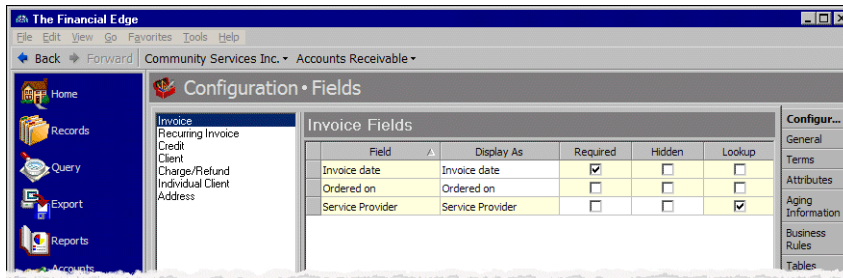 The Financial Edge
File Edit View Go Favorites Tools Help
Back Forward Community Services Inc. Accounts Receivable
Configuration • Fields
Home
Records
Query
Export
Reports
Accounts
Invoice
Recurring Invoice
Credit
Client
Charge/Refund
Individual Client
Address
Invoice Fields
Field Display As Required Hidden Lookup
Invoice date Invoice date
Ordered on Ordered on
Service Provider Service Provider
Configur...
General
Terms
Attributes
Aging
Information
Business
Rules
Tables